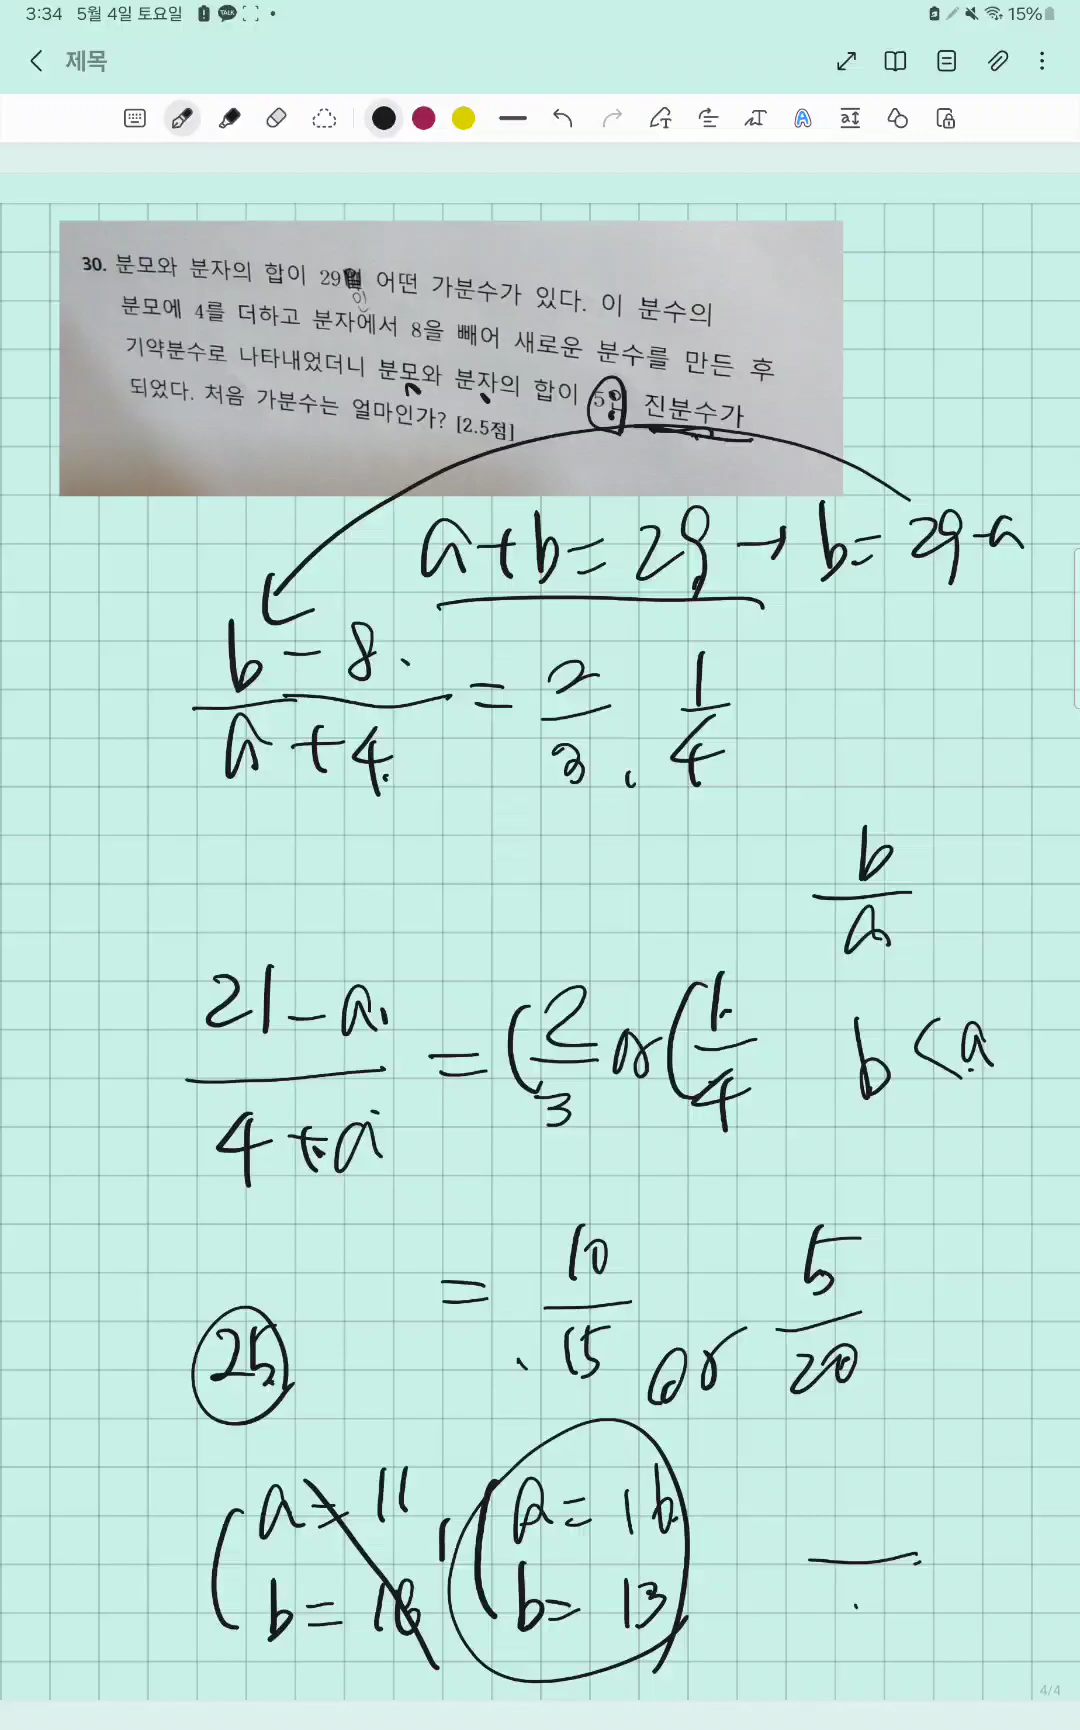 3:34 5월 4일 토요일
15%
제목
30. 분모와 분자의 합이 29 어떤 가분수가 있다. 이 분수의
이
분모에 4를 더하고 분자에서 8을 빼어 새로운 분수를 만든 후
기약분수로 나타내었더니 분모와 분자의 합이 5인 진분수가
되었다. 처음 가분수는 얼마인가? [2.5점]
a+b=29→b=29-a
b-8 / a+4 = 2/3, 1/4
b/a
21-a / 4+a = (2/3 or (1/4 b<a
= 10/15 or 5/20
25
(a=11, (a=16
b=18 b=13
4/4